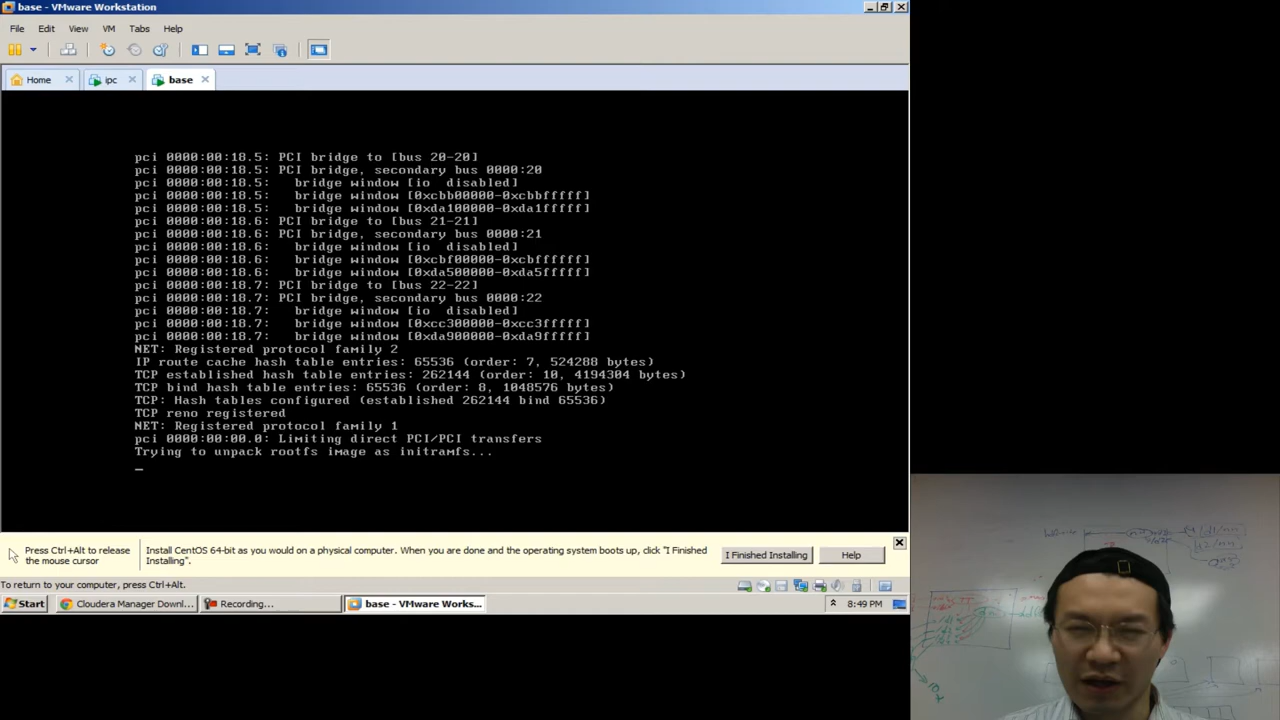 base - VMware Workstation
File Edit View VM Tabs Help
Home ipc base
pci 0000:00:18.5: PCI bridge to [bus 20-20]
pci 0000:00:18.5: PCI bridge, secondary bus 0000:20
pci 0000:00:18.5:   bridge window [io  disabled]
pci 0000:00:18.5:   bridge window [0xcbb00000-0xcbbfffff]
pci 0000:00:18.5:   bridge window [0xda100000-0xda1fffff]
pci 0000:00:18.6: PCI bridge to [bus 21-21]
pci 0000:00:18.6: PCI bridge, secondary bus 0000:21
pci 0000:00:18.6:   bridge window [io  disabled]
pci 0000:00:18.6:   bridge window [0xcbf00000-0xcbffffff]
pci 0000:00:18.6:   bridge window [0xda500000-0xda5fffff]
pci 0000:00:18.7: PCI bridge to [bus 22-22]
pci 0000:00:18.7: PCI bridge, secondary bus 0000:22
pci 0000:00:18.7:   bridge window [io  disabled]
pci 0000:00:18.7:   bridge window [0xcc300000-0xcc3fffff]
pci 0000:00:18.7:   bridge window [0xda900000-0xda9fffff]
NET: Registered protocol family 2
IP route cache hash table entries: 65536 (order: 7, 524288 bytes)
TCP established hash table entries: 262144 (order: 10, 4194304 bytes)
TCP bind hash table entries: 65536 (order: 8, 1048576 bytes)
TCP: Hash tables configured (established 262144 bind 65536)
TCP reno registered
NET: Registered protocol family 1
pci 0000:00:00.0: Limiting direct PCI/PCI transfers
Trying to unpack rootfs image as initramfs...
Press Ctrl+Alt to release
the mouse cursor
Install CentOS 64-bit as you would on a physical computer. When you are done and the operating system boots up, click "I Finished
Installing".
I Finished Installing Help
To return to your computer, press Ctrl+Alt.
Start Cloudera Manager Downl... Recording... base - VMware Works... 8:49 PM